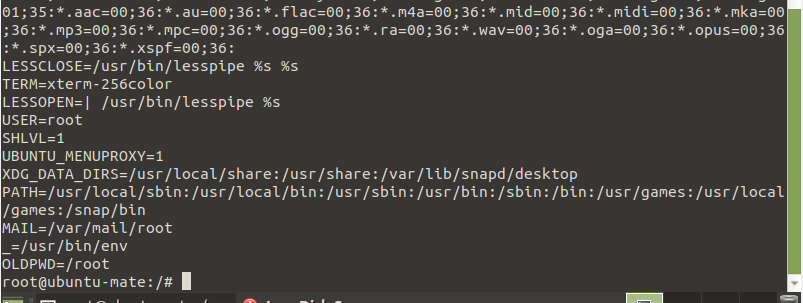 01;35:*.aac=00;36:*.au=00;36:*.flac=00;36:*.m4a=00;36:*.mid=00;36:*.midi=00;36:*.mka=00
;36:*.mp3=00;36:*.mpc=00;36:*.ogg=00;36:*.ra=00;36:*.wav=00;36:*.oga=00;36:*.opus=00;36
:*.spx=00;36:*.xspf=00;36:
LESSCLOSE=/usr/bin/lesspipe %s %s
TERM=xterm-256color
LESSOPEN=| /usr/bin/lesspipe %s
USER=root
SHLVL=1
UBUNTU_MENUPROXY=1
XDG_DATA_DIRS=/usr/local/share:/usr/share:/var/lib/snapd/desktop
PATH=/usr/local/sbin:/usr/local/bin:/usr/sbin:/usr/bin:/sbin:/bin:/usr/games:/usr/local
/games:/snap/bin
MAIL=/var/mail/root
_=/usr/bin/env
OLDPWD=/root
root@ubuntu-mate:/#